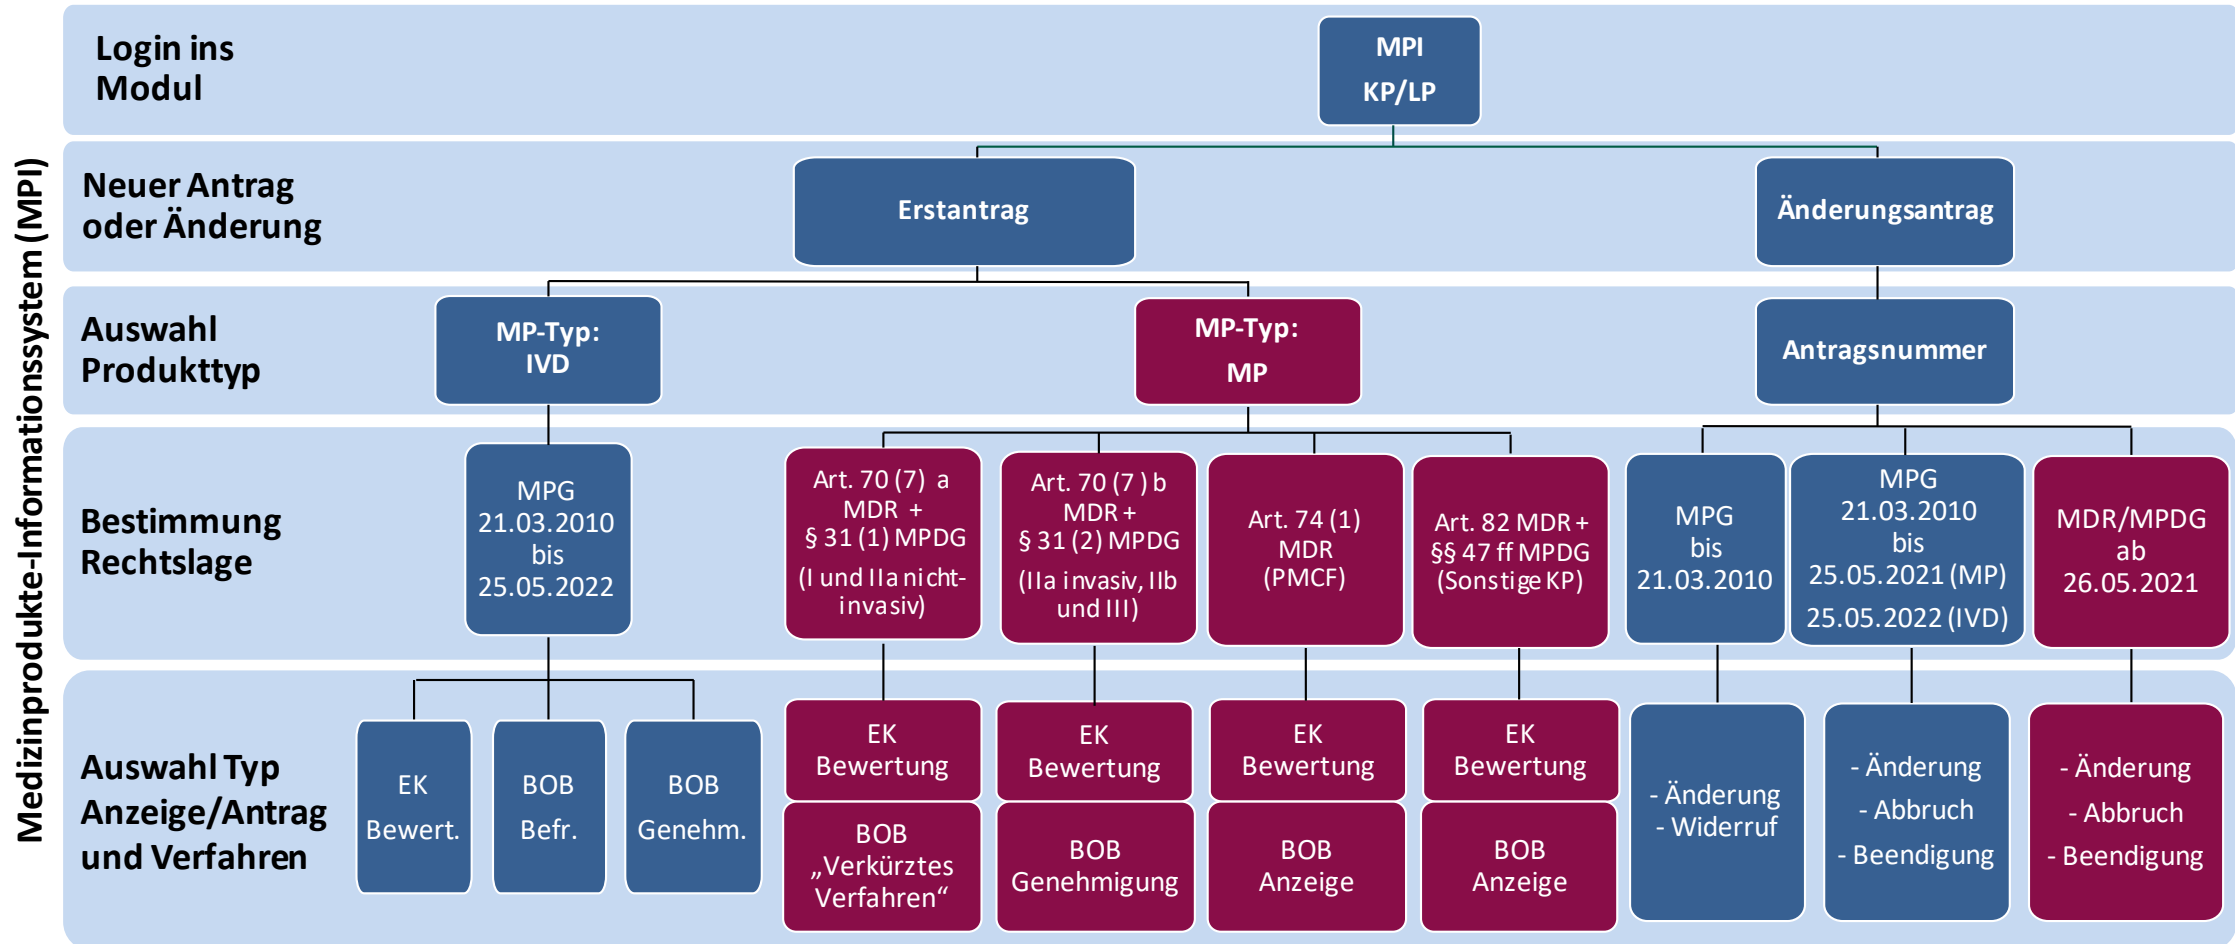 Medizinprodukte-Informationssystem (MPI)
Login ins
Modul
MPI
KP/LP
Neuer Antrag
oder Änderung
Erstantrag
Änderungsantrag
Auswahl
Produkttyp
MP-Typ:
IVD
MP-Typ:
MP
Antragsnummer
Bestimmung
Rechtslage
MPG
21.03.2010
bis
25.05.2022
Art. 70 (7) a
MDR +
§ 31 (1) MPDG
(I und IIa nicht-
invasiv)
Art. 70 (7 ) b
MDR +
§ 31 (2) MPDG
(IIa invasiv, IIb
und III)
Art. 74 (1)
MDR
(PMCF)
Art. 82 MDR +
§§ 47 ff MPDG
(Sonstige KP)
MPG
bis
21.03.2010
MPG
21.03.2010
bis
25.05.2021 (MP)
25.05.2022 (IVD)
MDR/MPDG
ab
26.05.2021
Auswahl Typ
Anzeige/Antrag
und Verfahren
EK
Bewert.
BOB
Befr.
BOB
Genehm.
EK
Bewertung
BOB
„Verkürztes
Verfahren“
EK
Bewertung
BOB
Genehmigung
EK
Bewertung
BOB
Anzeige
EK
Bewertung
BOB
Anzeige
- Änderung
- Widerruf
- Änderung
- Abbruch
- Beendigung
- Änderung
- Abbruch
- Beendigung